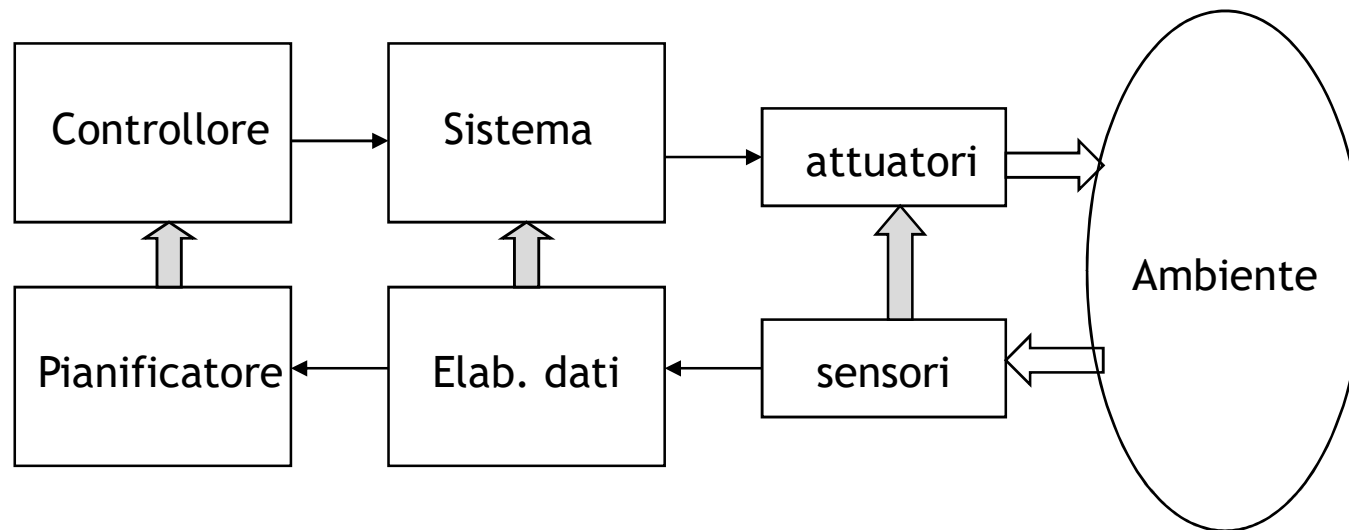 Controllore
Sistema
attuatori
Ambiente
Pianificatore
Elab. dati
sensori